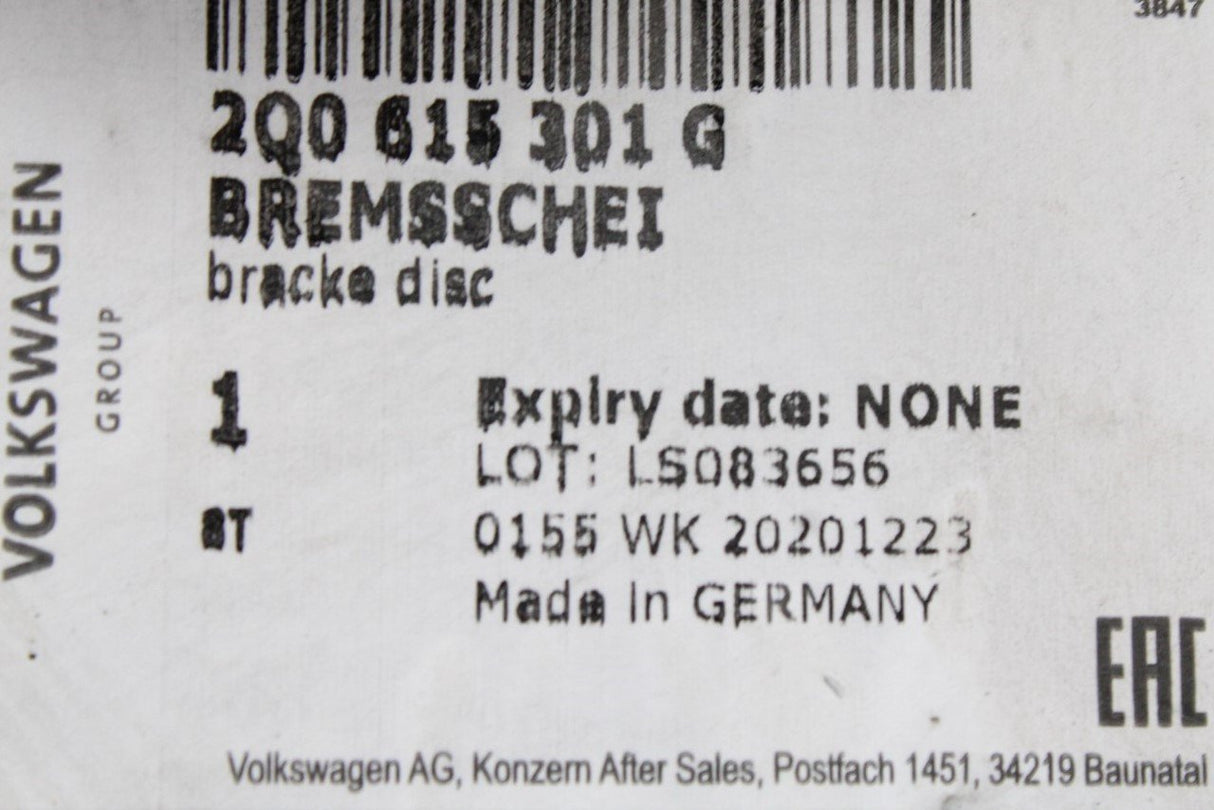 3847
2Q0 615 301 G
BREMSSCHEI
bracke disc
VOLKSWAGEN
GROUP
1
Expiry date: NONE
LOT: LS083656
ST
0155 WK 20201223
Made in GERMANY
EAC
Volkswagen AG, Konzern After Sales, Postfach 1451, 34219 Baunatal